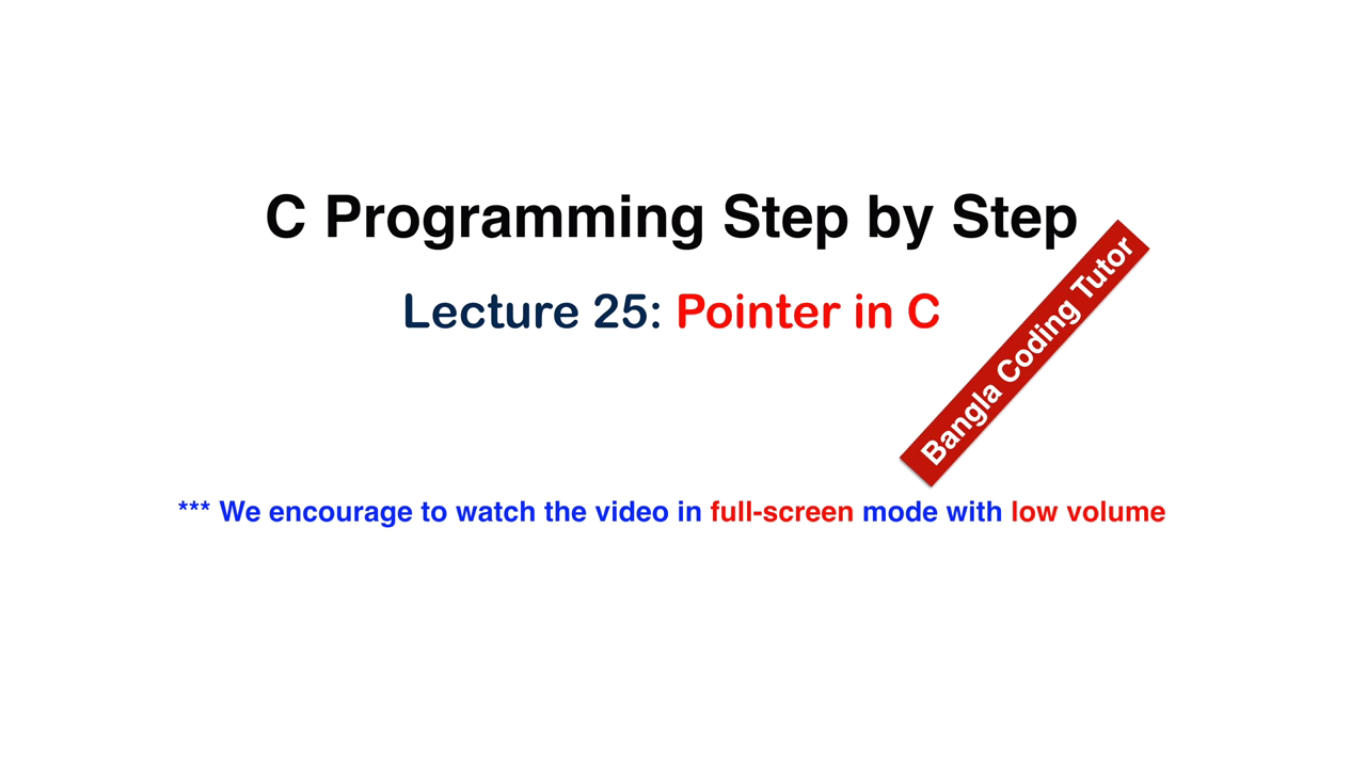 C Programming Step by Step
Lecture 25: Pointer in C
Bangla Coding Tutor
*** We encourage to watch the video in full-screen mode with low volume